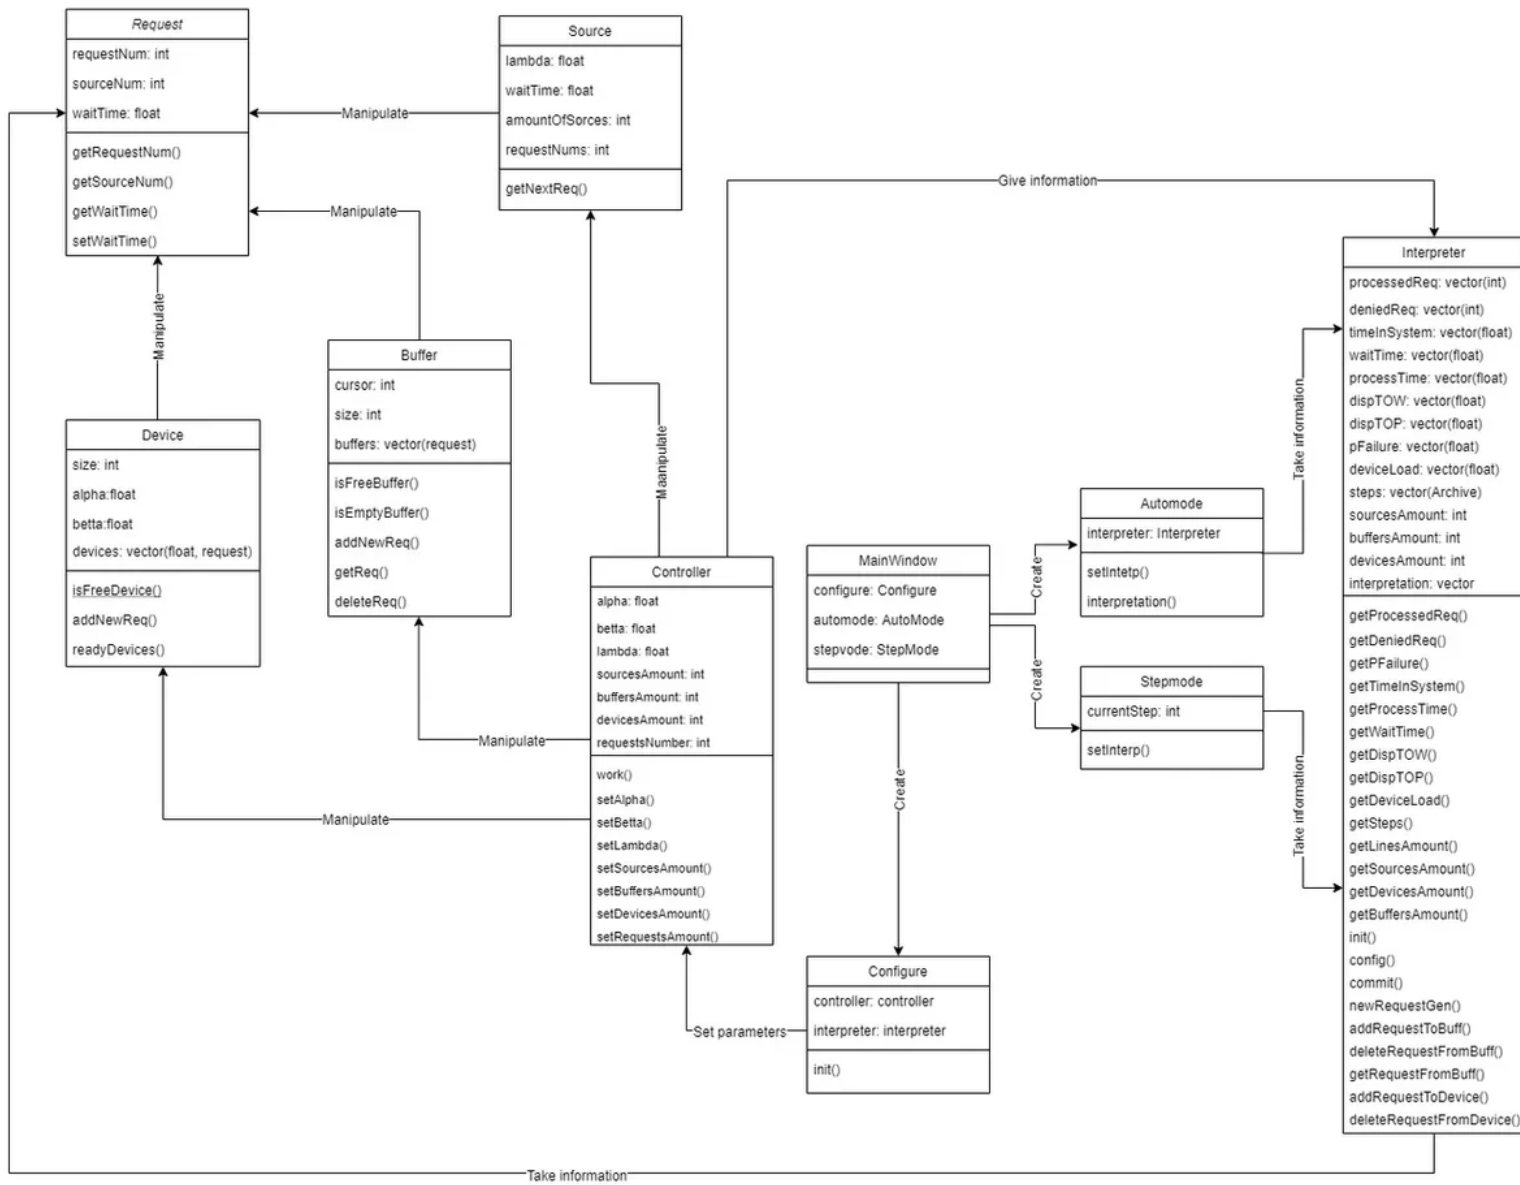 Request
requestNum: int
sourceNum: int
waitTime: float
getRequestNum()
getSourceNum()
getWaitTime()
setWaitTime()
Manipulate
Source
lambda: float
waitTime: float
amountOfSorces: int
requestNums: int
getNextReq()
Manipulate
Manipulate
Give information
Buffer
cursor: int
size: int
buffers: vector(request)
isFreeBuffer()
isEmptyBuffer()
addNewReq()
getReq()
deleteReq()
Device
size: int
alpha:float
betta:float
devices: vector(float, request)
isFreeDevice()
addNewReq()
readyDevices()
Maanipulate
Manipulate
Manipulate
Controller
alpha: float
betta: float
lambda: float
sourcesAmount: int
buffersAmount: int
devicesAmount: int
requestsNumber: int
work()
setAlpha()
setBetta()
setLambda()
setSourcesAmount()
setBuffersAmount()
setDevicesAmount()
setRequestsAmount()
MainWindow
configure: Configure
automode: AutoMode
stepvode: StepMode
Create
Create
Create
Automode
interpreter: Interpreter
setIntetp()
interpretation()
Stepmode
currentStep: int
setInterp()
Take information
Take information
Configure
controller: controller
interpreter: interpreter
init()
Set parameters
Interpreter
processedReq: vector(int)
deniedReq: vector(int)
timeInSystem: vector(float)
waitTime: vector(float)
processTime: vector(float)
dispTOW: vector(float)
dispTOP: vector(float)
pFailure: vector(float)
deviceLoad: vector(float)
steps: vector(Archive)
sourcesAmount: int
buffersAmount: int
devicesAmount: int
interpretation: vector
getProcessedReq()
getDeniedReq()
getPFailure()
getTimeInSystem()
getProcessTime()
getWaitTime()
getDispTOW()
getDispTOP()
getDeviceLoad()
getSteps()
getLinesAmount()
getSourcesAmount()
getDevicesAmount()
getBuffersAmount()
init()
config()
commit()
newRequestGen()
addRequestToBuff()
deleteRequestFromBuff()
getRequestFromBuff()
addRequestToDevice()
deleteRequestFromDevice()
Take information